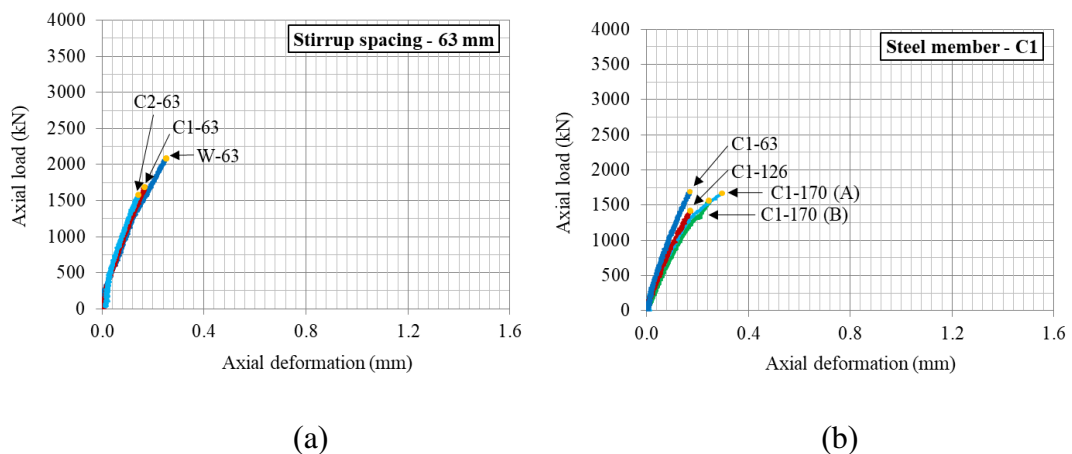 Stirrup spacing - 63 mm
4000
3500
3000
2500
2000
1500
1000
500
0
Axial load (kN)
C2-63
C1-63
W-63
0.0 0.4 0.8 1.2 1.6
Axial deformation (mm)
(a)
Steel member - C1
4000
3500
3000
2500
2000
1500
1000
500
0
Axial load (kN)
C1-63
C1-126
C1-170 (A)
C1-170 (B)
0.0 0.4 0.8 1.2 1.6
Axial deformation (mm)
(b)